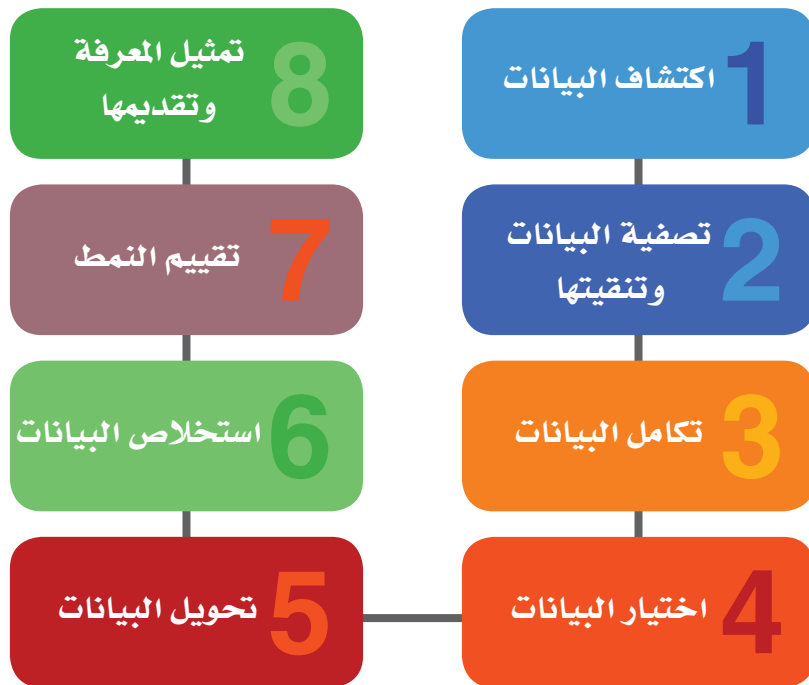 1
اكتشاف البيانات
2
تصفية البيانات
وتنقيتها
3
تكامل البيانات
4
اختيار البيانات
5
تحويل البيانات
6
استخلاص البيانات
7
تقييم النمط
8
تمثيل المعرفة
وتقديمها